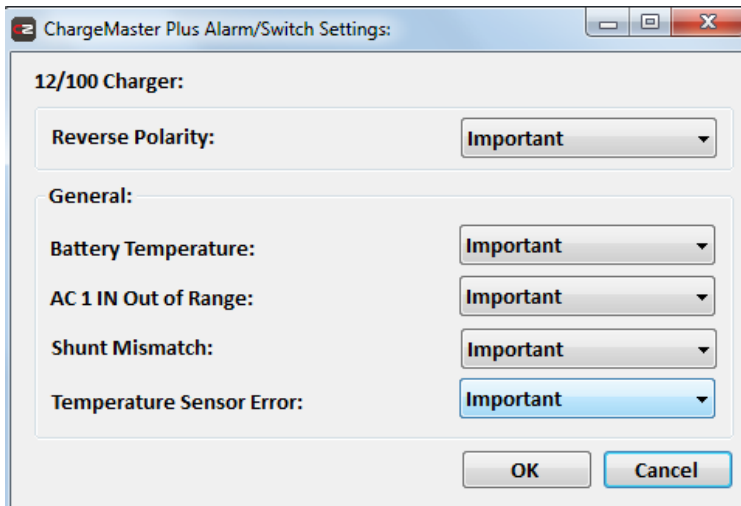 CZ ChargeMaster Plus Alarm/Switch Settings:
12/100 Charger:
Reverse Polarity: Important
General:
Battery Temperature: Important
AC 1 IN Out of Range: Important
Shunt Mismatch: Important
Temperature Sensor Error: Important
OK Cancel